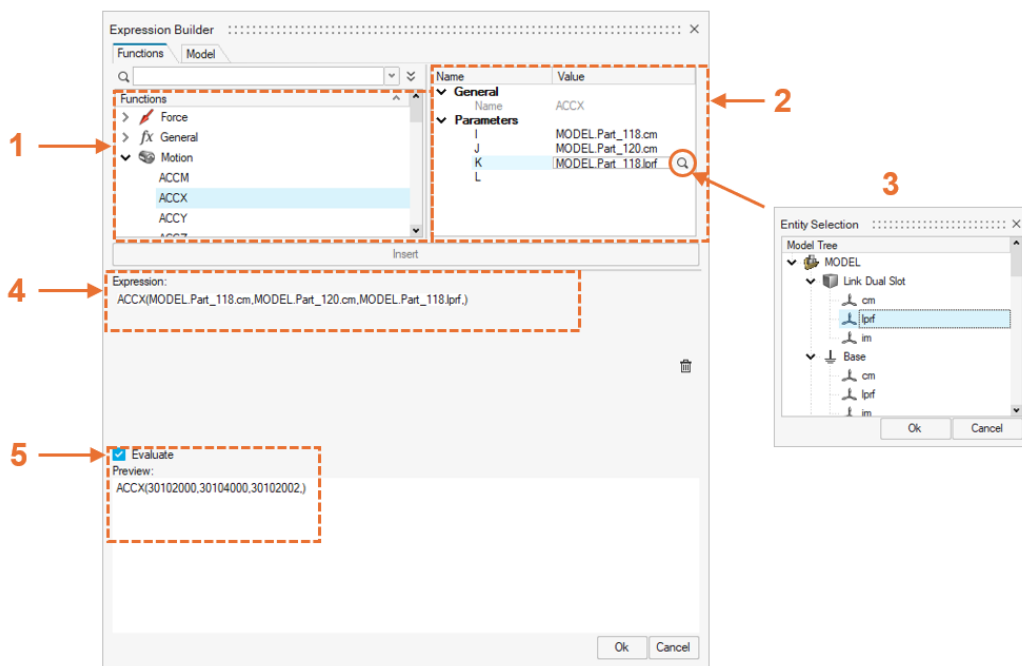 Expression Builder
Functions Model
Name Value
Functions
General
Name ACCX
Force
Parameters
1
2
fx General
I MODEL.Part_118.cm
Motion
J MODEL.Part_120.cm
ACCM
K MODEL.Part_118.lprf
ACCX
L
ACCY
ACCZ
3
Insert
Entity Selection
Model Tree
MODEL
Link Dual Slot
cm
lprf
im
Base
cm
lprf
im
Ok Cancel
4
Expression:
ACCX(MODEL.Part_118.cm,MODEL.Part_120.cm,MODEL.Part_118.lprf,)
5
Evaluate
Preview:
ACCX(30102000,30104000,30102002,)
Ok Cancel